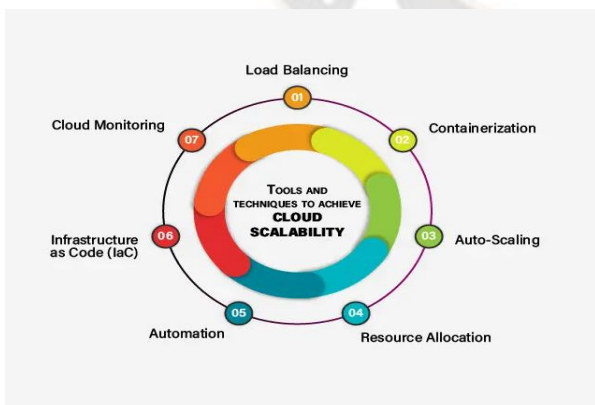 Load Balancing
01
Containerization
02
Auto-Scaling
03
Resource Allocation
04
Automation
05
Infrastructure
as Code (IaC)
06
Cloud Monitoring
07
TOOLS AND
TECHNIQUES TO ACHIEVE
CLOUD
SCALABILITY